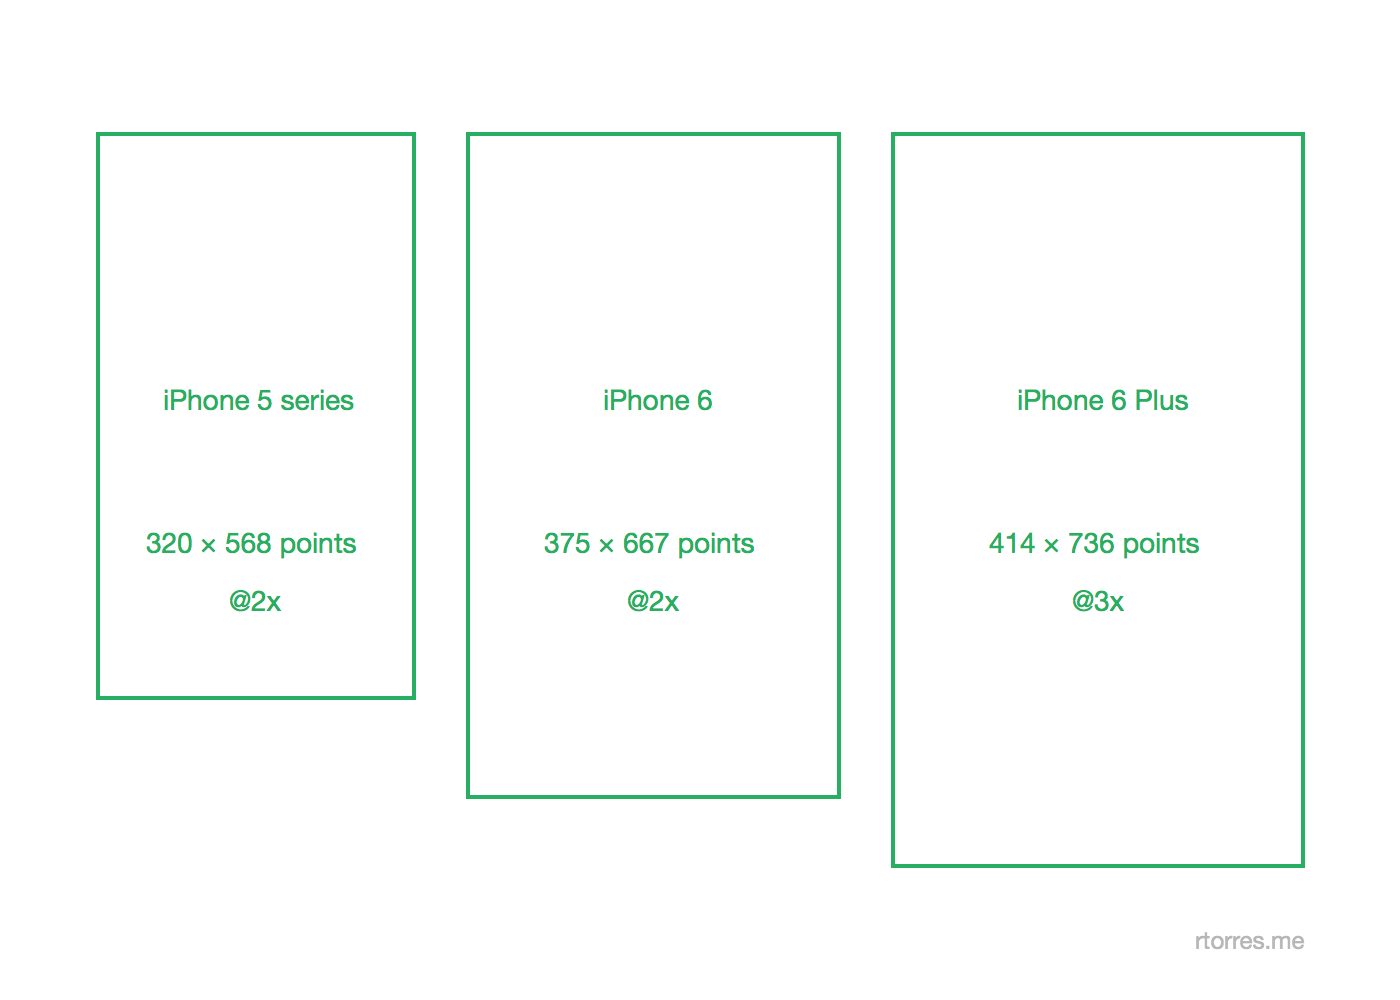 iPhone 5 series
320 × 568 points
@2x
iPhone 6
375 × 667 points
@2x
iPhone 6 Plus
414 × 736 points
@3x
rtorres.me